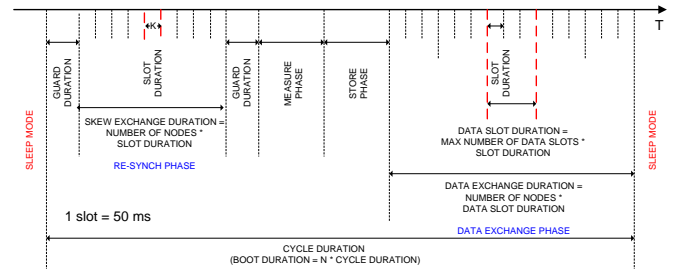 K
T
GUARD
DURATION
SLOT
DURATION
GUARD
DURATION
MEASURE
PHASE
STORE
PHASE
SLOT
DURATION
SLEEP MODE
SKEW EXCHANGE DURATION =
NUMBER OF NODES *
SLOT DURATION
RE-SYNCH PHASE
DATA SLOT DURATION =
MAX NUMBER OF DATA SLOTS *
SLOT DURATION
SLEEP MODE
DATA EXCHANGE DURATION =
NUMBER OF NODES *
DATA SLOT DURATION
DATA EXCHANGE PHASE
1 slot = 50 ms
CYCLE DURATION
(BOOT DURATION = N * CYCLE DURATION)